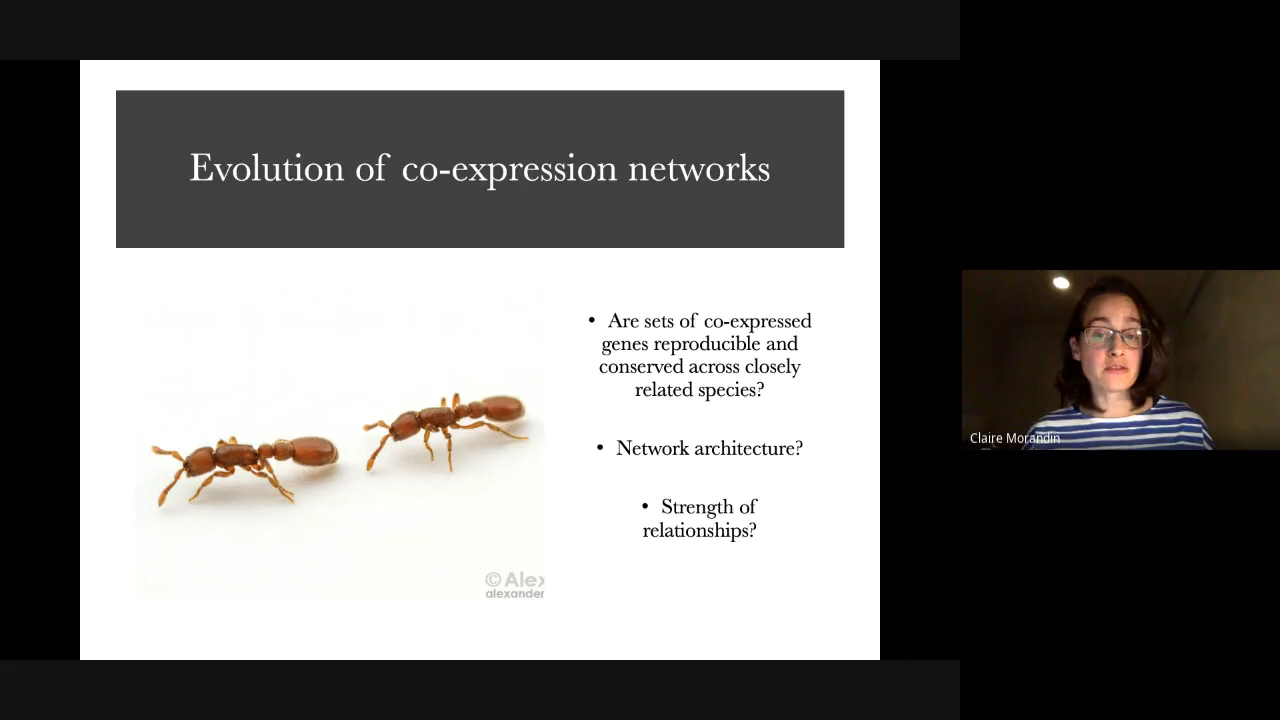 Evolution of co-expression networks
• Are sets of co-expressed
genes reproducible and
conserved across closely
related species?
• Network architecture?
• Strength of
relationships?
© Alex
alexander
Claire Morandin